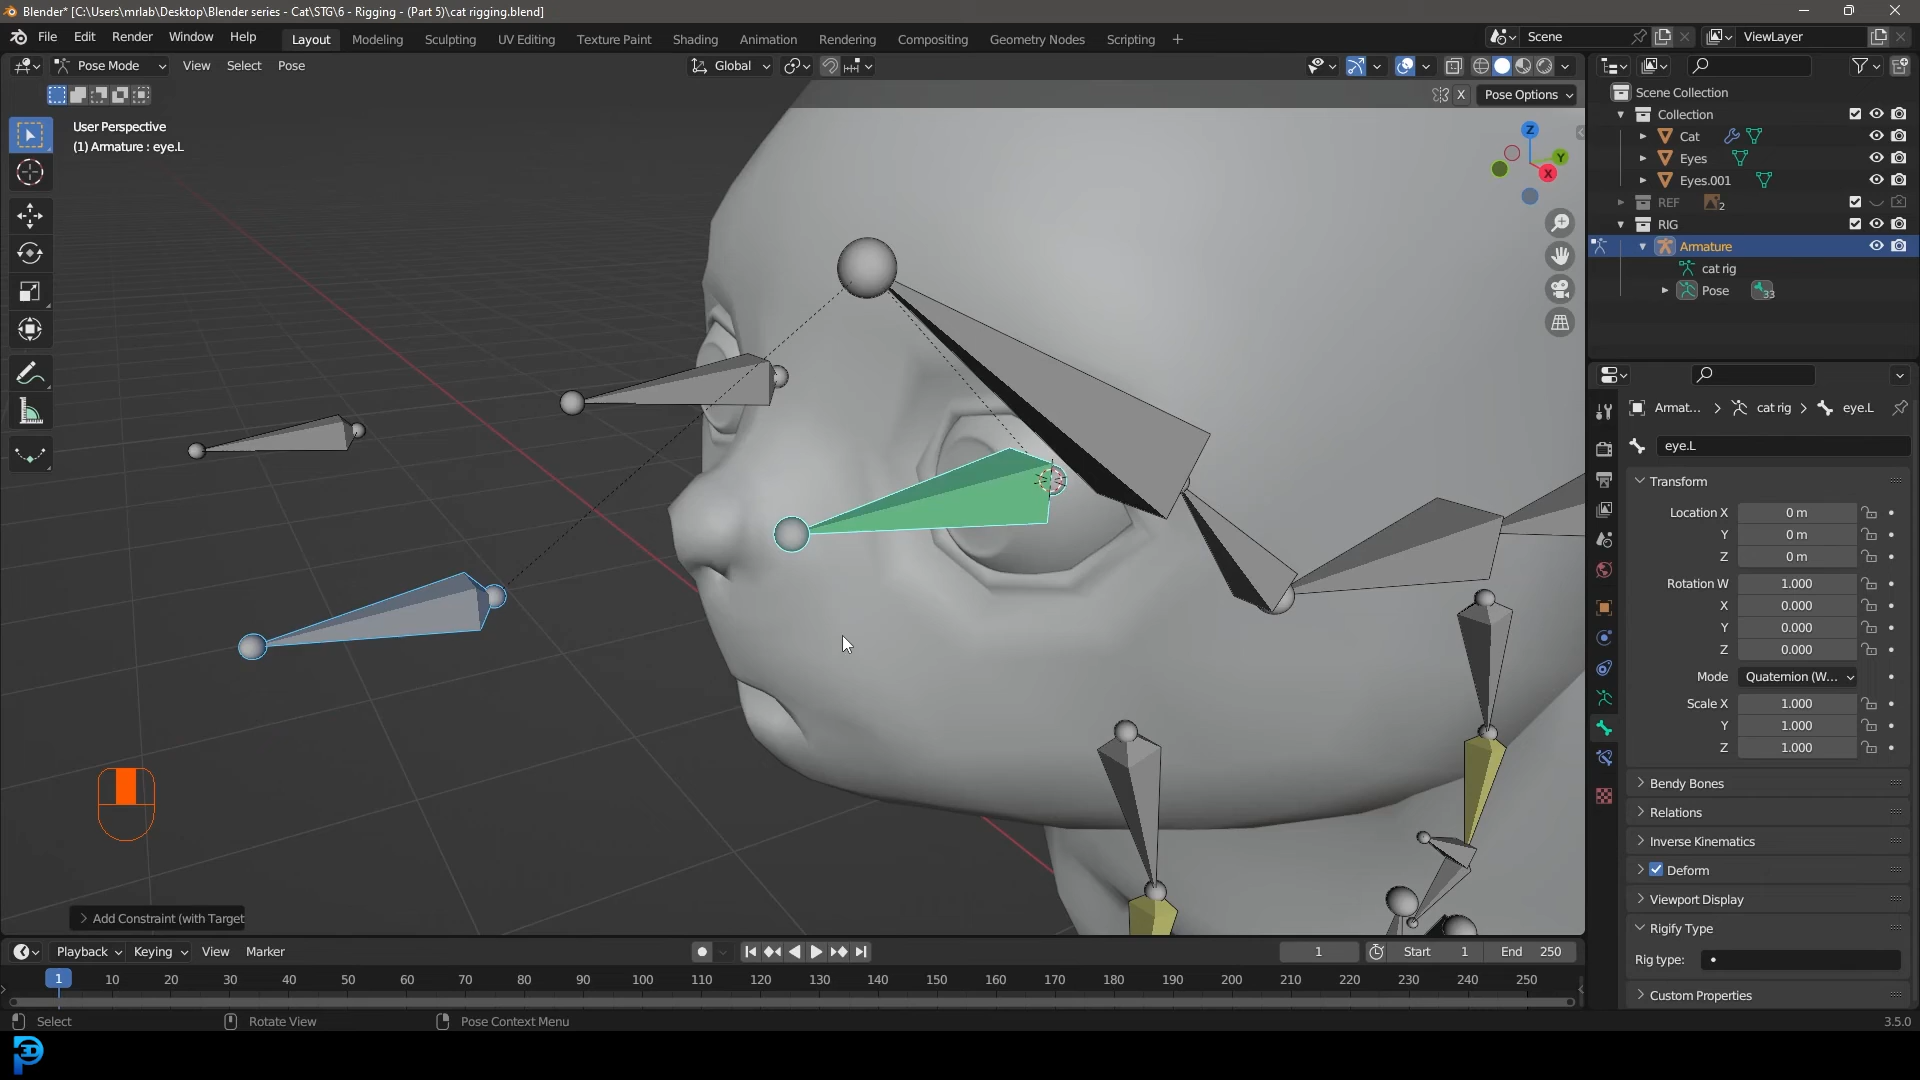 Blender* [C:\Users\mrlab\Desktop\Blender series - Cat\STG\6 - Rigging - (Part 5)\cat rigging.blend]
File Edit Render Window Help Layout Modeling Sculpting UV Editing Texture Paint Shading Animation Rendering Compositing Geometry Nodes Scripting + Scene ViewLayer
Pose Mode View Select Pose Global
X Pose Options
User Perspective
(1) Armature : eye.L
Z
Y
X
Scene Collection
Collection
Cat
Eyes
Eyes.001
REF 2
RIG
Armature
cat rig
Pose 33
Armat... > cat rig > eye.L
eye.L
Transform
Location X 0 m
Y 0 m
Z 0 m
Rotation W 1.000
X 0.000
Y 0.000
Z 0.000
Mode Quaternion (W...
Scale X 1.000
Y 1.000
Z 1.000
Bendy Bones
Relations
Inverse Kinematics
Deform
Viewport Display
Rigify Type
Rig type:
Custom Properties
> Add Constraint (with Target
Playback Keying View Marker 1 Start 1 End 250
1 10 20 30 40 50 60 70 80 90 100 110 120 130 140 150 160 170 180 190 200 210 220 230 240 250
Select Rotate View Pose Context Menu 3.5.0
3D